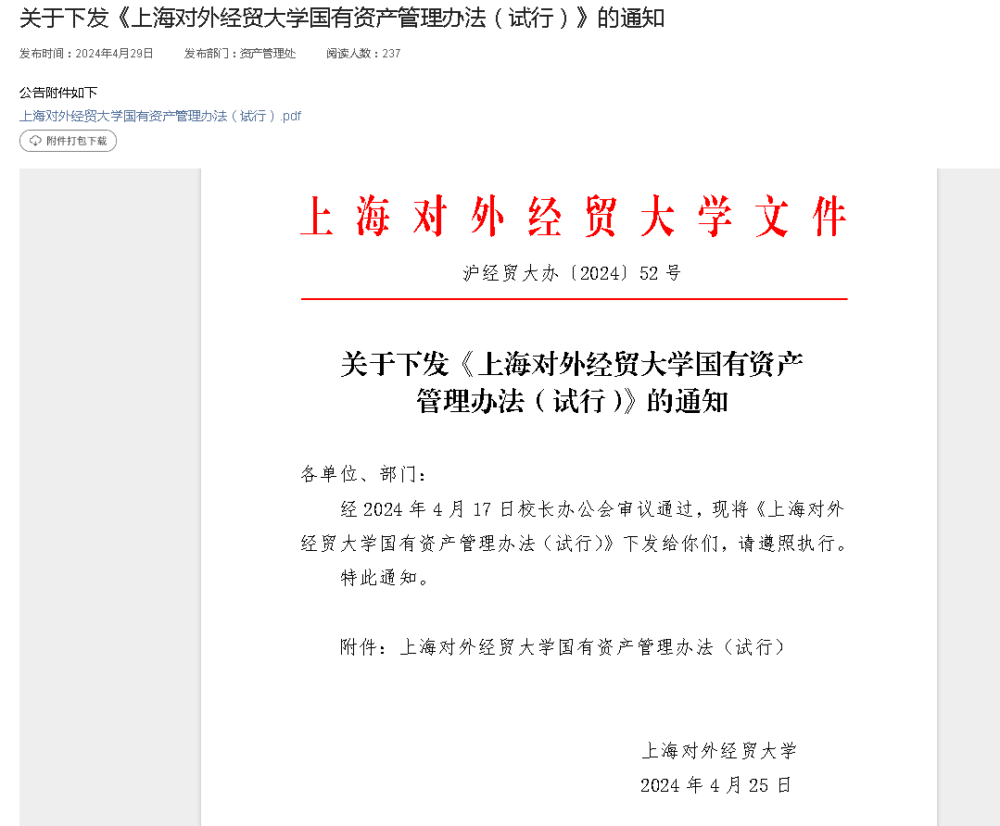 关于下发《上海对外经贸大学国有资产管理办法（试行）》的通知
发布时间：2024年4月29日 发布部门：资产管理处 阅读人数：237
公告附件如下
上海对外经贸大学国有资产管理办法（试行）.pdf
附件打包下载
上海对外经贸大学文件
沪经贸大办〔2024〕52 号
关于下发《上海对外经贸大学国有资产
管理办法（试行）》的通知
各单位、部门：
经 2024 年 4 月 17 日校长办公会审议通过，现将《上海对外
经贸大学国有资产管理办法（试行）》下发给你们，请遵照执行。
特此通知。
附件：上海对外经贸大学国有资产管理办法（试行）
上海对外经贸大学
2024 年 4 月 25 日